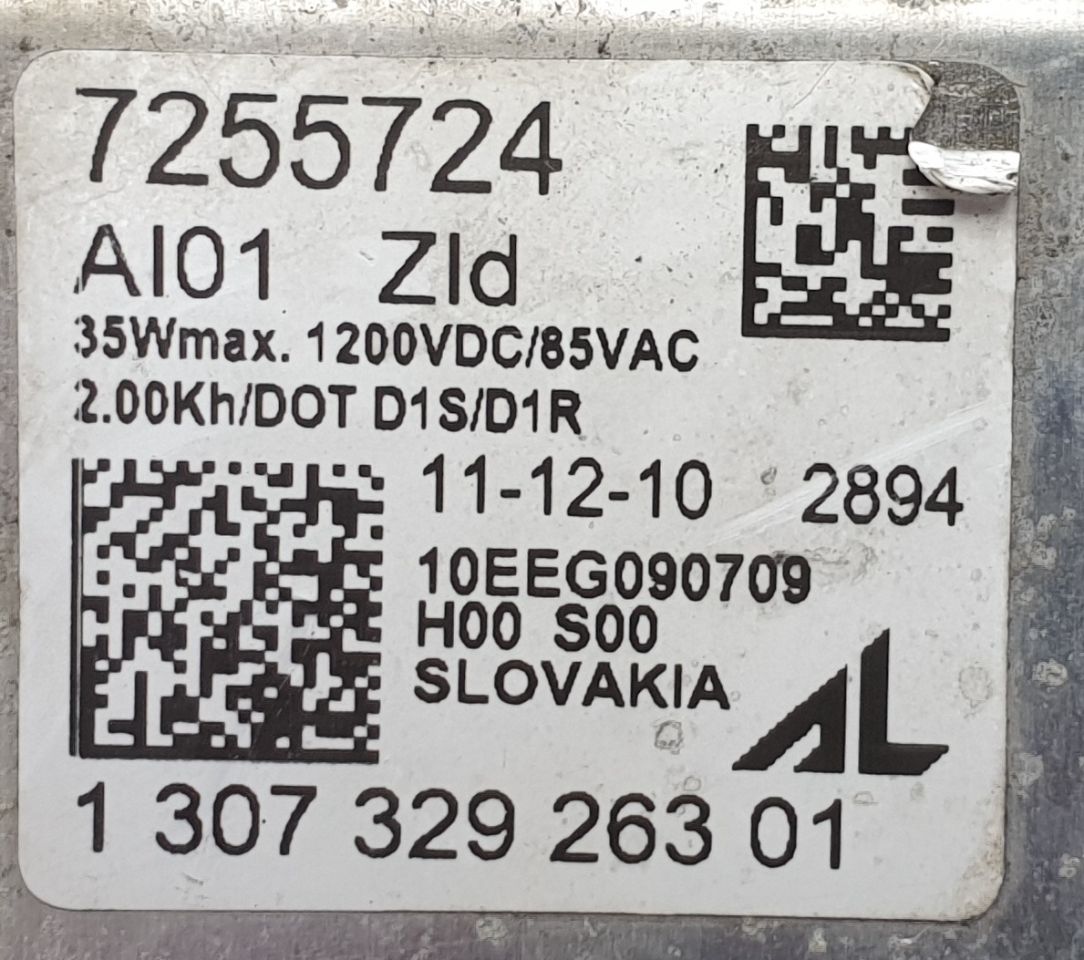 7255724
AI01 Zld
35Wmax. 1200VDC/85VAC
2.00Kh/DOT D1S/D1R
11-12-10 2894
10EEG090709
H00 S00
SLOVAKIA
AL
1 307 329 263 01